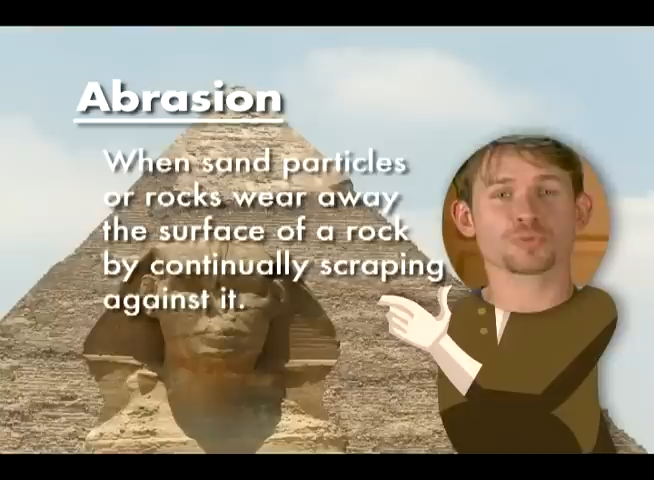 Abrasion
When sand particles
or rocks wear away
the surface of a rock
by continually scraping
against it.